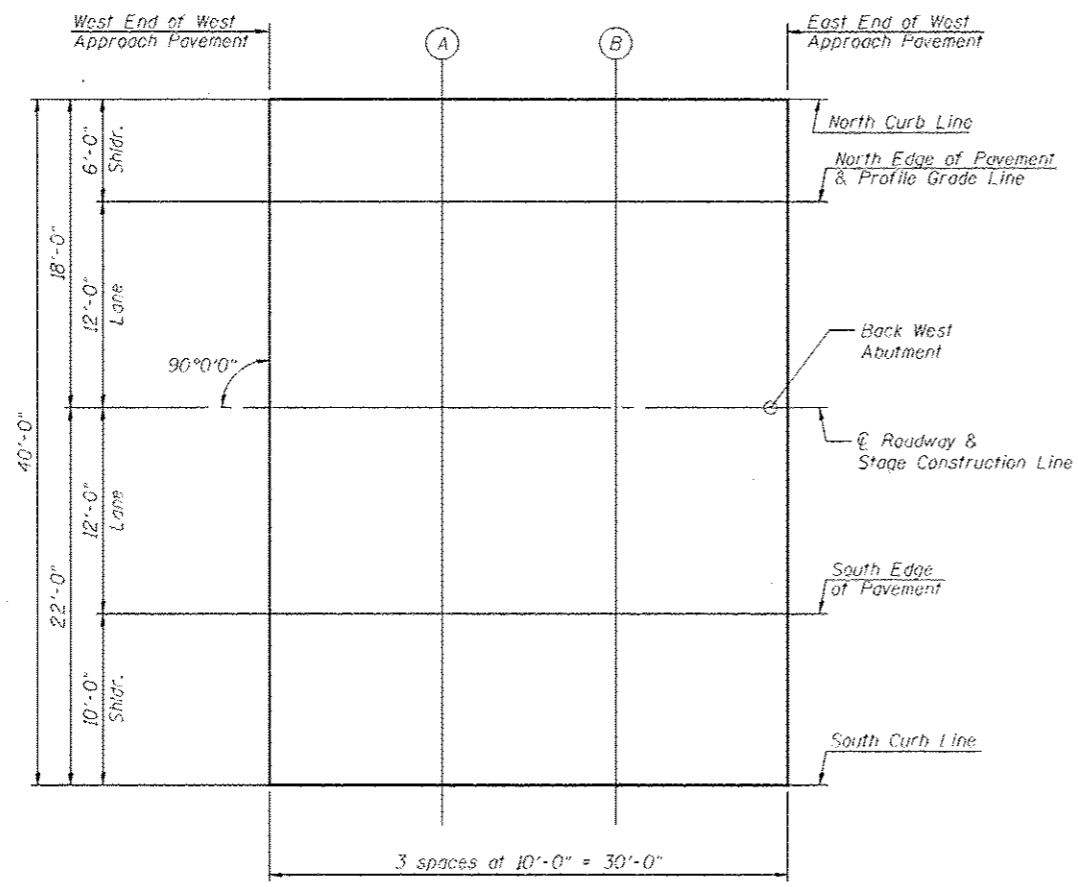 West End of West
Approach Pavement
A
B
East End of West
Approach Pavement
North Curb Line
North Edge of Pavement
& Profile Grade Line
6'-0"
Shldr.
18'-0"
12'-0"
Lane
90°0'0"
Back West
Abutment
40'-0"
℄ Roadway &
Stage Construction Line
12'-0"
Lane
22'-0"
South Edge
of Pavement
10'-0"
Shldr.
South Curb Line
3 spaces at 10'-0" = 30'-0"